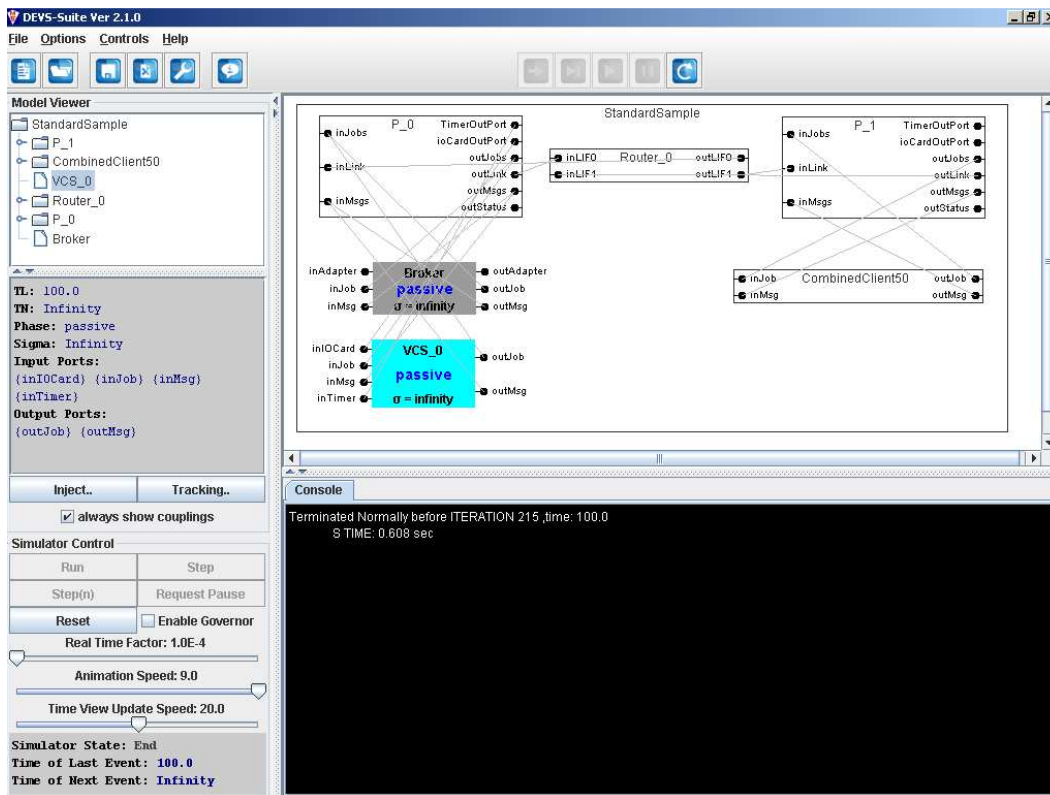 DEVS-Suite Ver 2.1.0
File Options Controls Help
Model Viewer
StandardSample
P_1
CombinedClient50
VCS_0
Router_0
P_0
Broker
TL: 100.0
TN: Infinity
Phase: passive
Sigma: Infinity
Input Ports:
{inIOCard} {inJob} {inMsg}
{inTimer}
Output Ports:
{outJob} {outMsg}
Inject.. Tracking..
always show couplings
Simulator Control
Run Step
Step(n) Request Pause
Reset Enable Governor
Real Time Factor: 1.0E-4
Animation Speed: 9.0
Time View Update Speed: 20.0
Simulator State: End
Time of Last Event: 100.0
Time of Next Event: Infinity
StandardSample
P_0
inJobs
inLink
inMsgs
TimerOutPort
ioCardOutPort
outJobs
outLink
outMsgs
outStatus
Router_0
inLIF0
inLIF1
outLIF0
outLIF1
P_1
inJobs
inLink
inMsgs
TimerOutPort
ioCardOutPort
outJobs
outLink
outMsgs
outStatus
inAdapter
inJob
inMsg
Broker
passive
σ = infinity
outAdapter
outJob
outMsg
inJob
inMsg
CombinedClient50
outJob
outMsg
inIOCard
inJob
inMsg
inTimer
VCS_0
passive
σ = infinity
outJob
outMsg
Console
Terminated Normally before ITERATION 215 ,time: 100.0
S TIME: 0.608 sec